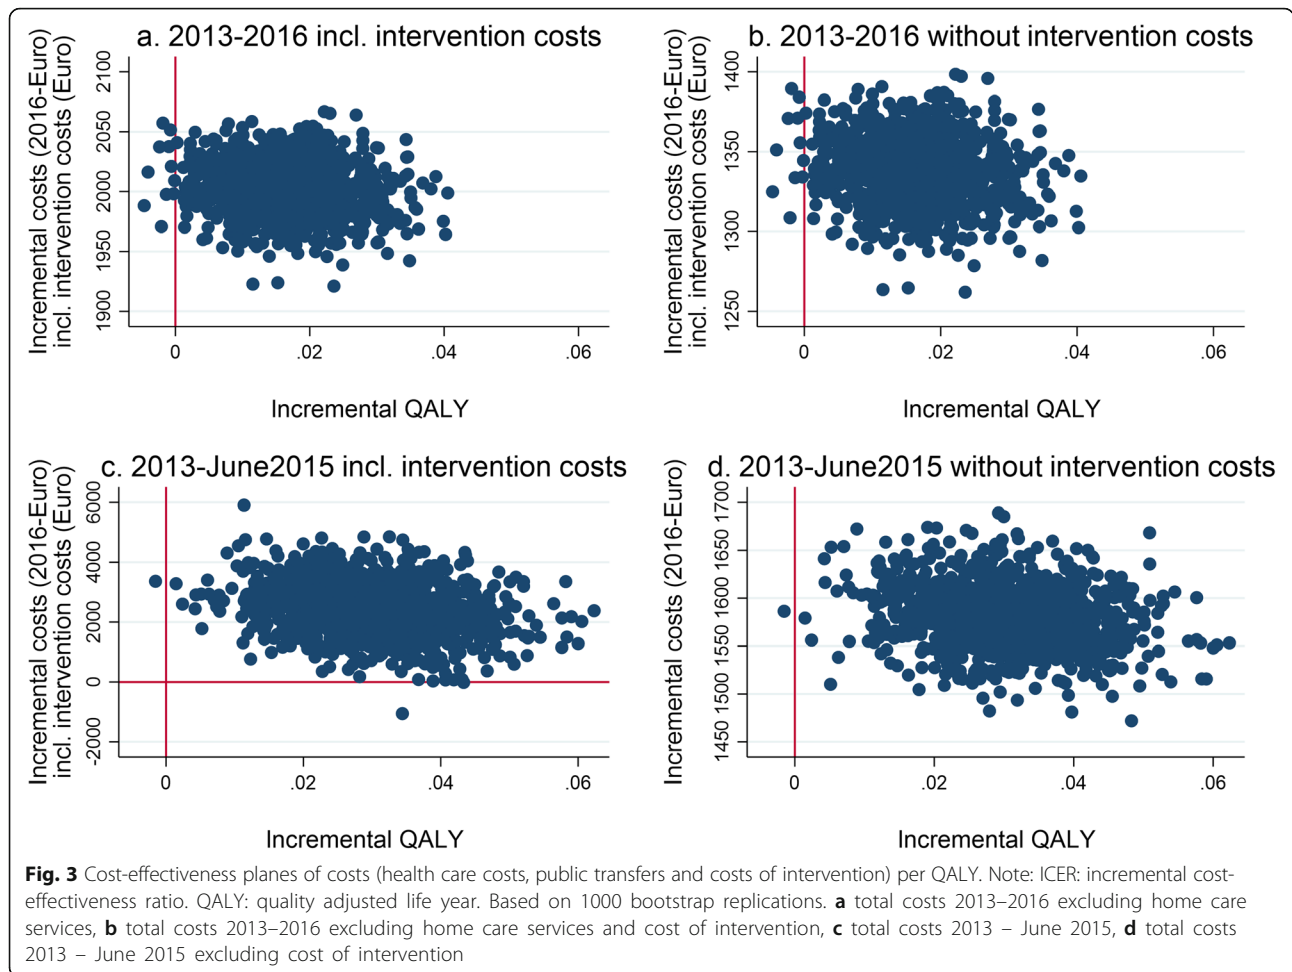 a. 2013-2016 incl. intervention costs
Incremental costs (2016-Euro)
incl. intervention costs (Euro)
2100
2050
2000
1950
1900
0 .02 .04 .06
Incremental QALY
b. 2013-2016 without intervention costs
Incremental costs (2016-Euro)
incl. intervention costs (Euro)
1400
1350
1300
1250
0 .02 .04 .06
Incremental QALY
c. 2013-June2015 incl. intervention costs
Incremental costs (2016-Euro)
incl. intervention costs (Euro)
6000
4000
2000
0
-2000
0 .02 .04 .06
Incremental QALY
d. 2013-June2015 without intervention costs
Incremental costs (2016-Euro)
incl. intervention costs (Euro)
1700
1650
1600
1550
1500
1450
0 .02 .04 .06
Incremental QALY
Fig. 3 Cost-effectiveness planes of costs (health care costs, public transfers and costs of intervention) per QALY. Note: ICER: incremental cost-
effectiveness ratio. QALY: quality adjusted life year. Based on 1000 bootstrap replications. a total costs 2013–2016 excluding home care
services, b total costs 2013–2016 excluding home care services and cost of intervention, c total costs 2013 – June 2015, d total costs
2013 – June 2015 excluding cost of intervention